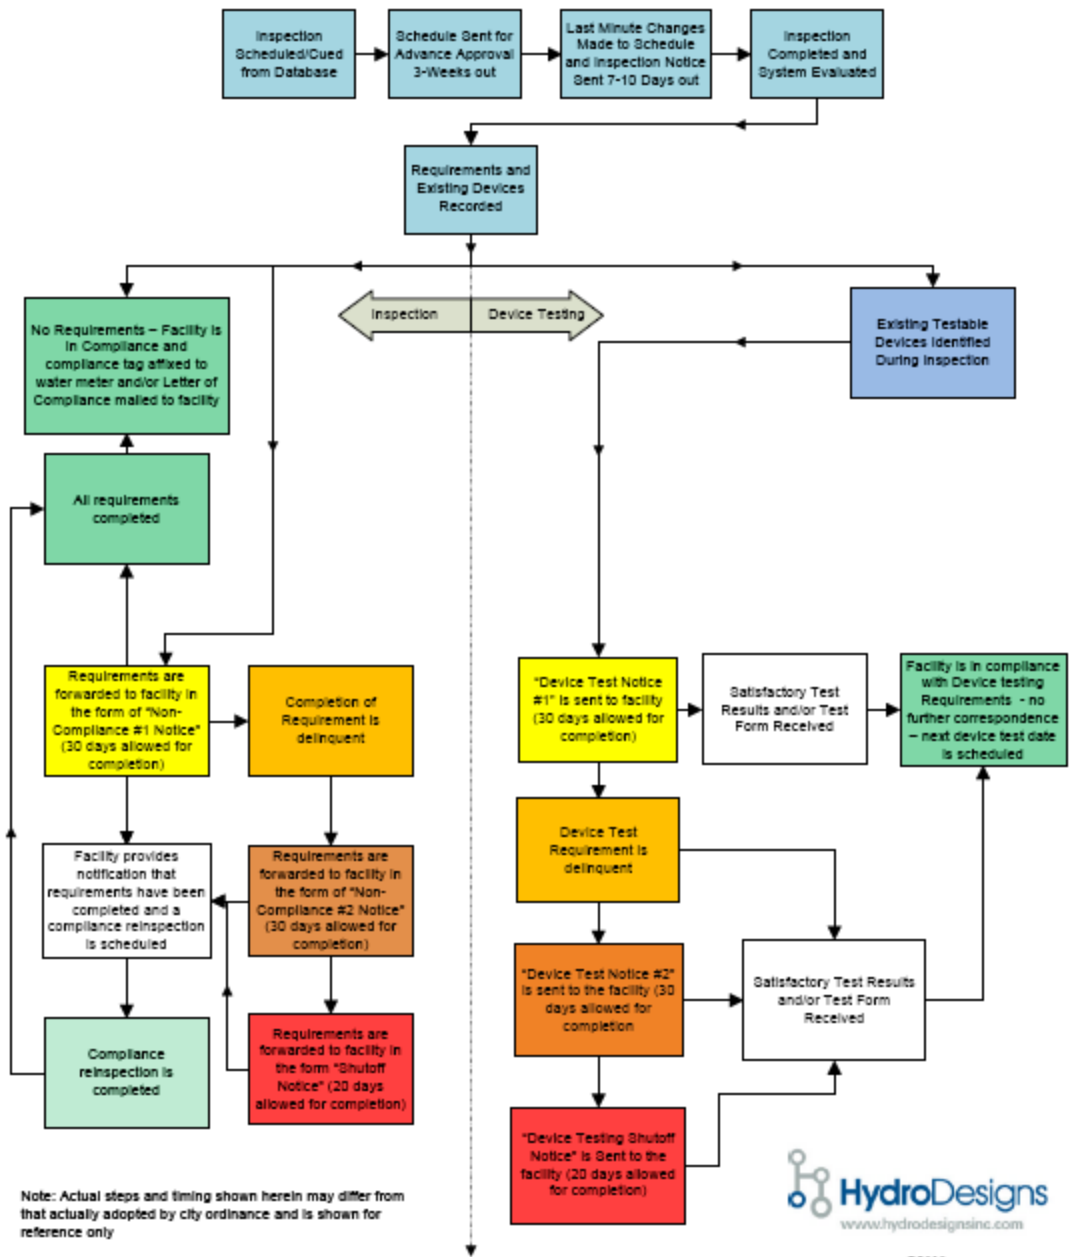 Inspection
Scheduled/Cued
from Database
Schedule Sent for
Advance Approval
3-Weeks out
Last Minute Changes
Made to Schedule
and Inspection Notice
Sent 7-10 Days out
Inspection
Completed and
System Evaluated
Requirements and
Existing Devices
Recorded
Inspection
Device Testing
No Requirements – Facility is
in Compliance and
compliance tag affixed to
water meter and/or Letter of
Compliance mailed to facility
Existing Testable
Devices Identified
During Inspection
All requirements
completed
Requirements are
forwarded to facility in
the form of "Non-
Compliance #1 Notice"
(30 days allowed for
completion)
Completion of
Requirement is
delinquent
"Device Test Notice
#1" is sent to facility
(30 days allowed for
completion)
Satisfactory Test
Results and/or Test
Form Received
Facility is in compliance
with Device testing
Requirements - no
further correspondence
– next device test date
is scheduled
Facility provides
notification that
requirements have been
completed and a
compliance reinspection
is scheduled
Requirements are
forwarded to facility in
the form of "Non-
Compliance #2 Notice"
(30 days allowed for
completion)
Device Test
Requirement is
delinquent
"Device Test Notice #2"
is sent to the facility (30
days allowed for
completion
Satisfactory Test Results
and/or Test Form
Received
Compliance
reinspection is
completed
Requirements are
forwarded to facility in
the form "Shutoff
Notice" (20 days
allowed for completion)
"Device Testing Shutoff
Notice" is Sent to the
facility (20 days allowed
for completion)
Note: Actual steps and timing shown herein may differ from
that actually adopted by city ordinance and is shown for
reference only
HydroDesigns
www.hydrodesignsinc.com